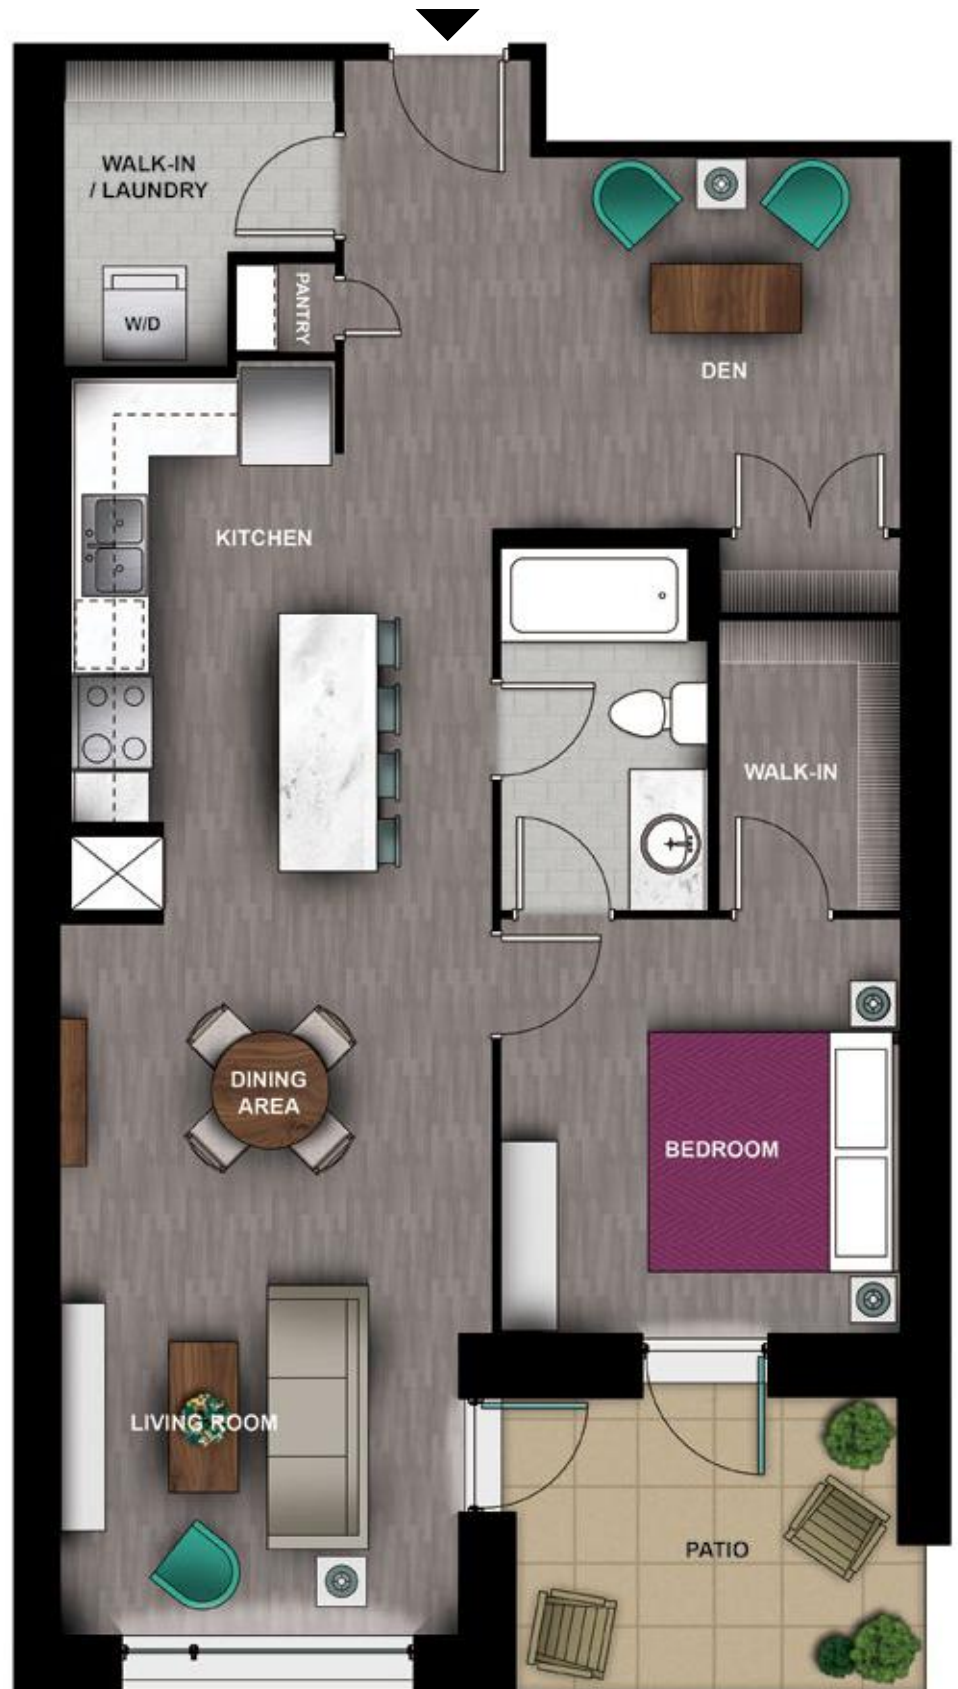 WALK-IN
/ LAUNDRY
PANTRY
W/D
DEN
KITCHEN
WALK-IN
DINING
AREA
BEDROOM
LIVING ROOM
PATIO